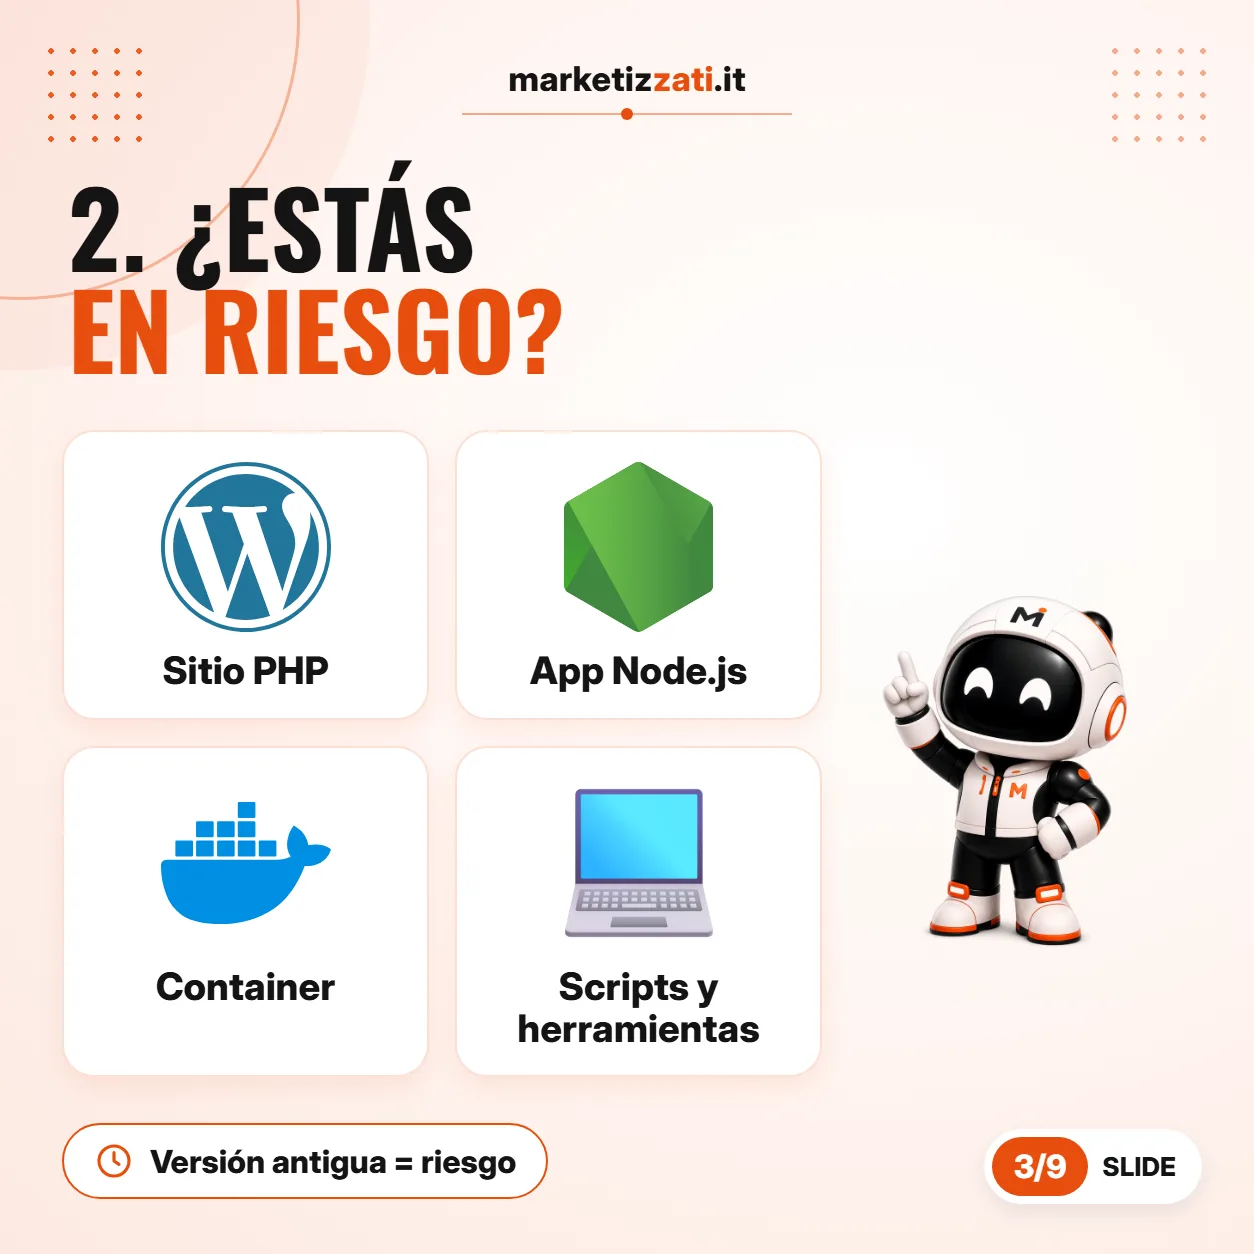 marketizzati.it
2. ¿ESTÁS
EN RIESGO?
Sitio PHP
App Node.js
Container
Scripts y
herramientas
Versión antigua = riesgo
3/9 SLIDE